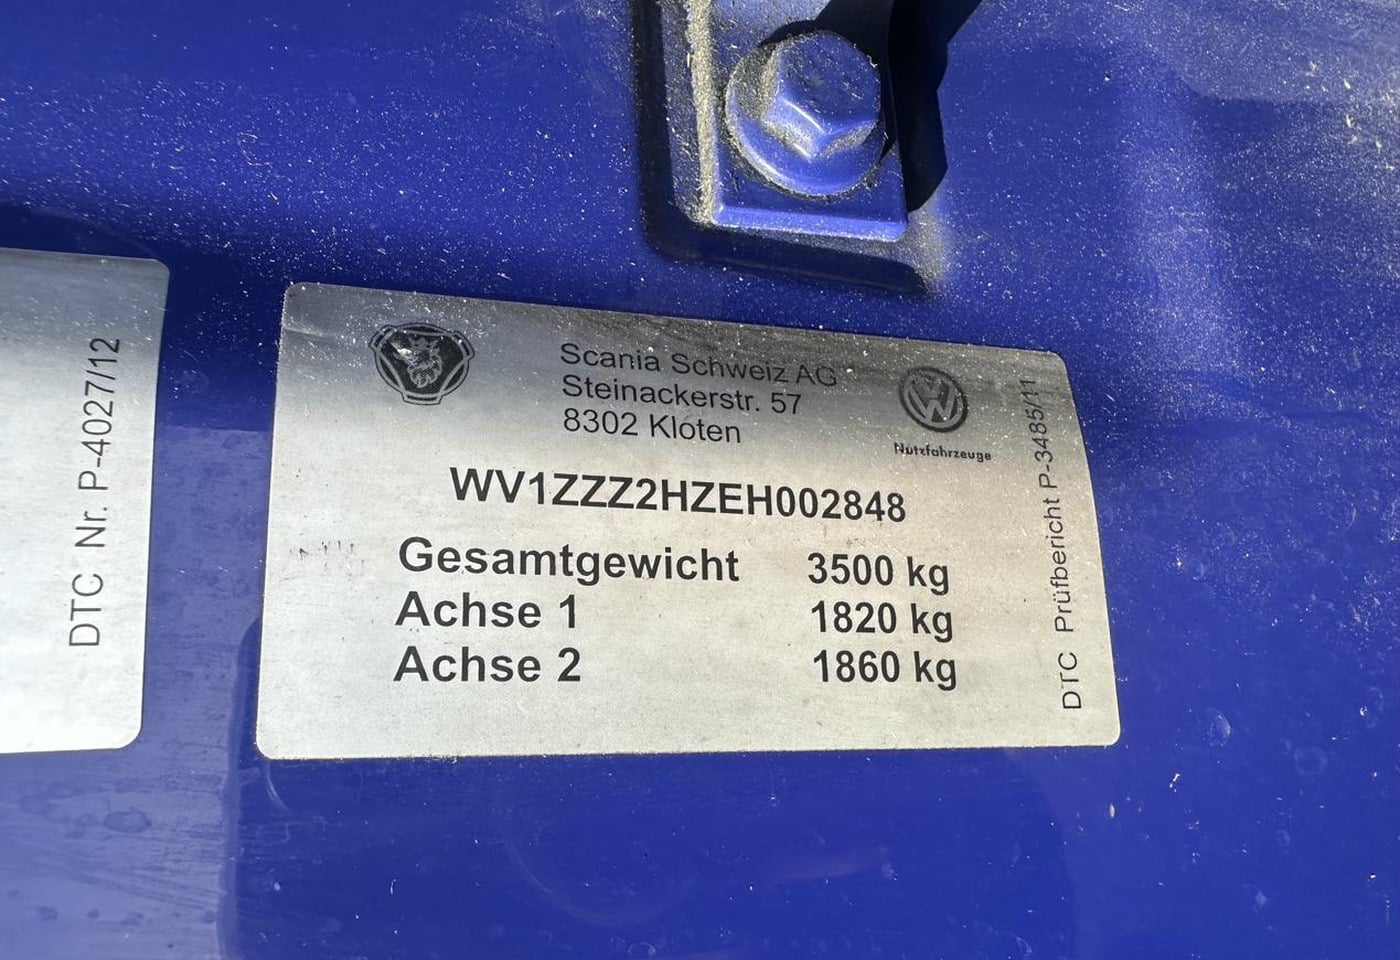 DTC Nr. P-4027/12
Scania Schweiz AG
Steinackerstr. 57
8302 Kloten
Nutzfahrzeuge
WV1ZZZ2HZEH002848
Gesamtgewicht 3500 kg
Achse 1 1820 kg
Achse 2 1860 kg
DTC Prüfbericht P-3485/11